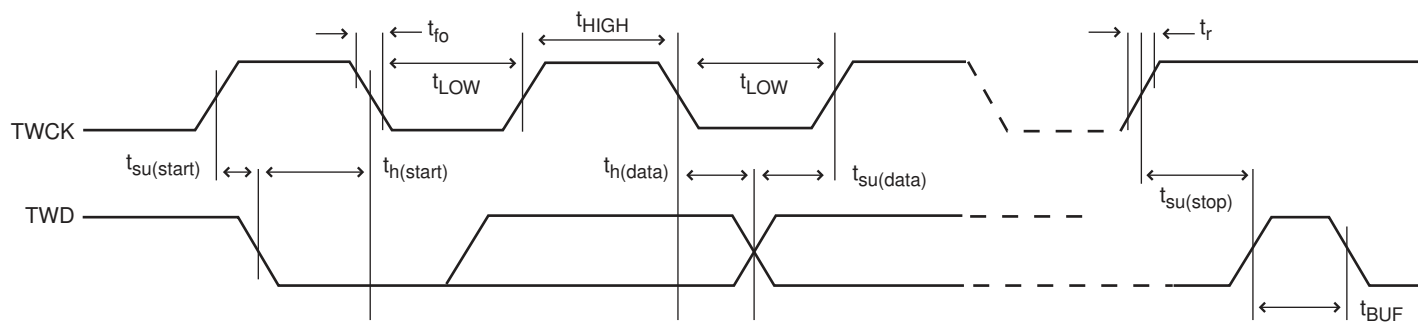 tfo
tHIGH
tr
tLOW
tLOW
TWCK
tsu(start)
th(start)
th(data)
tsu(data)
tsu(stop)
TWD
tBUF